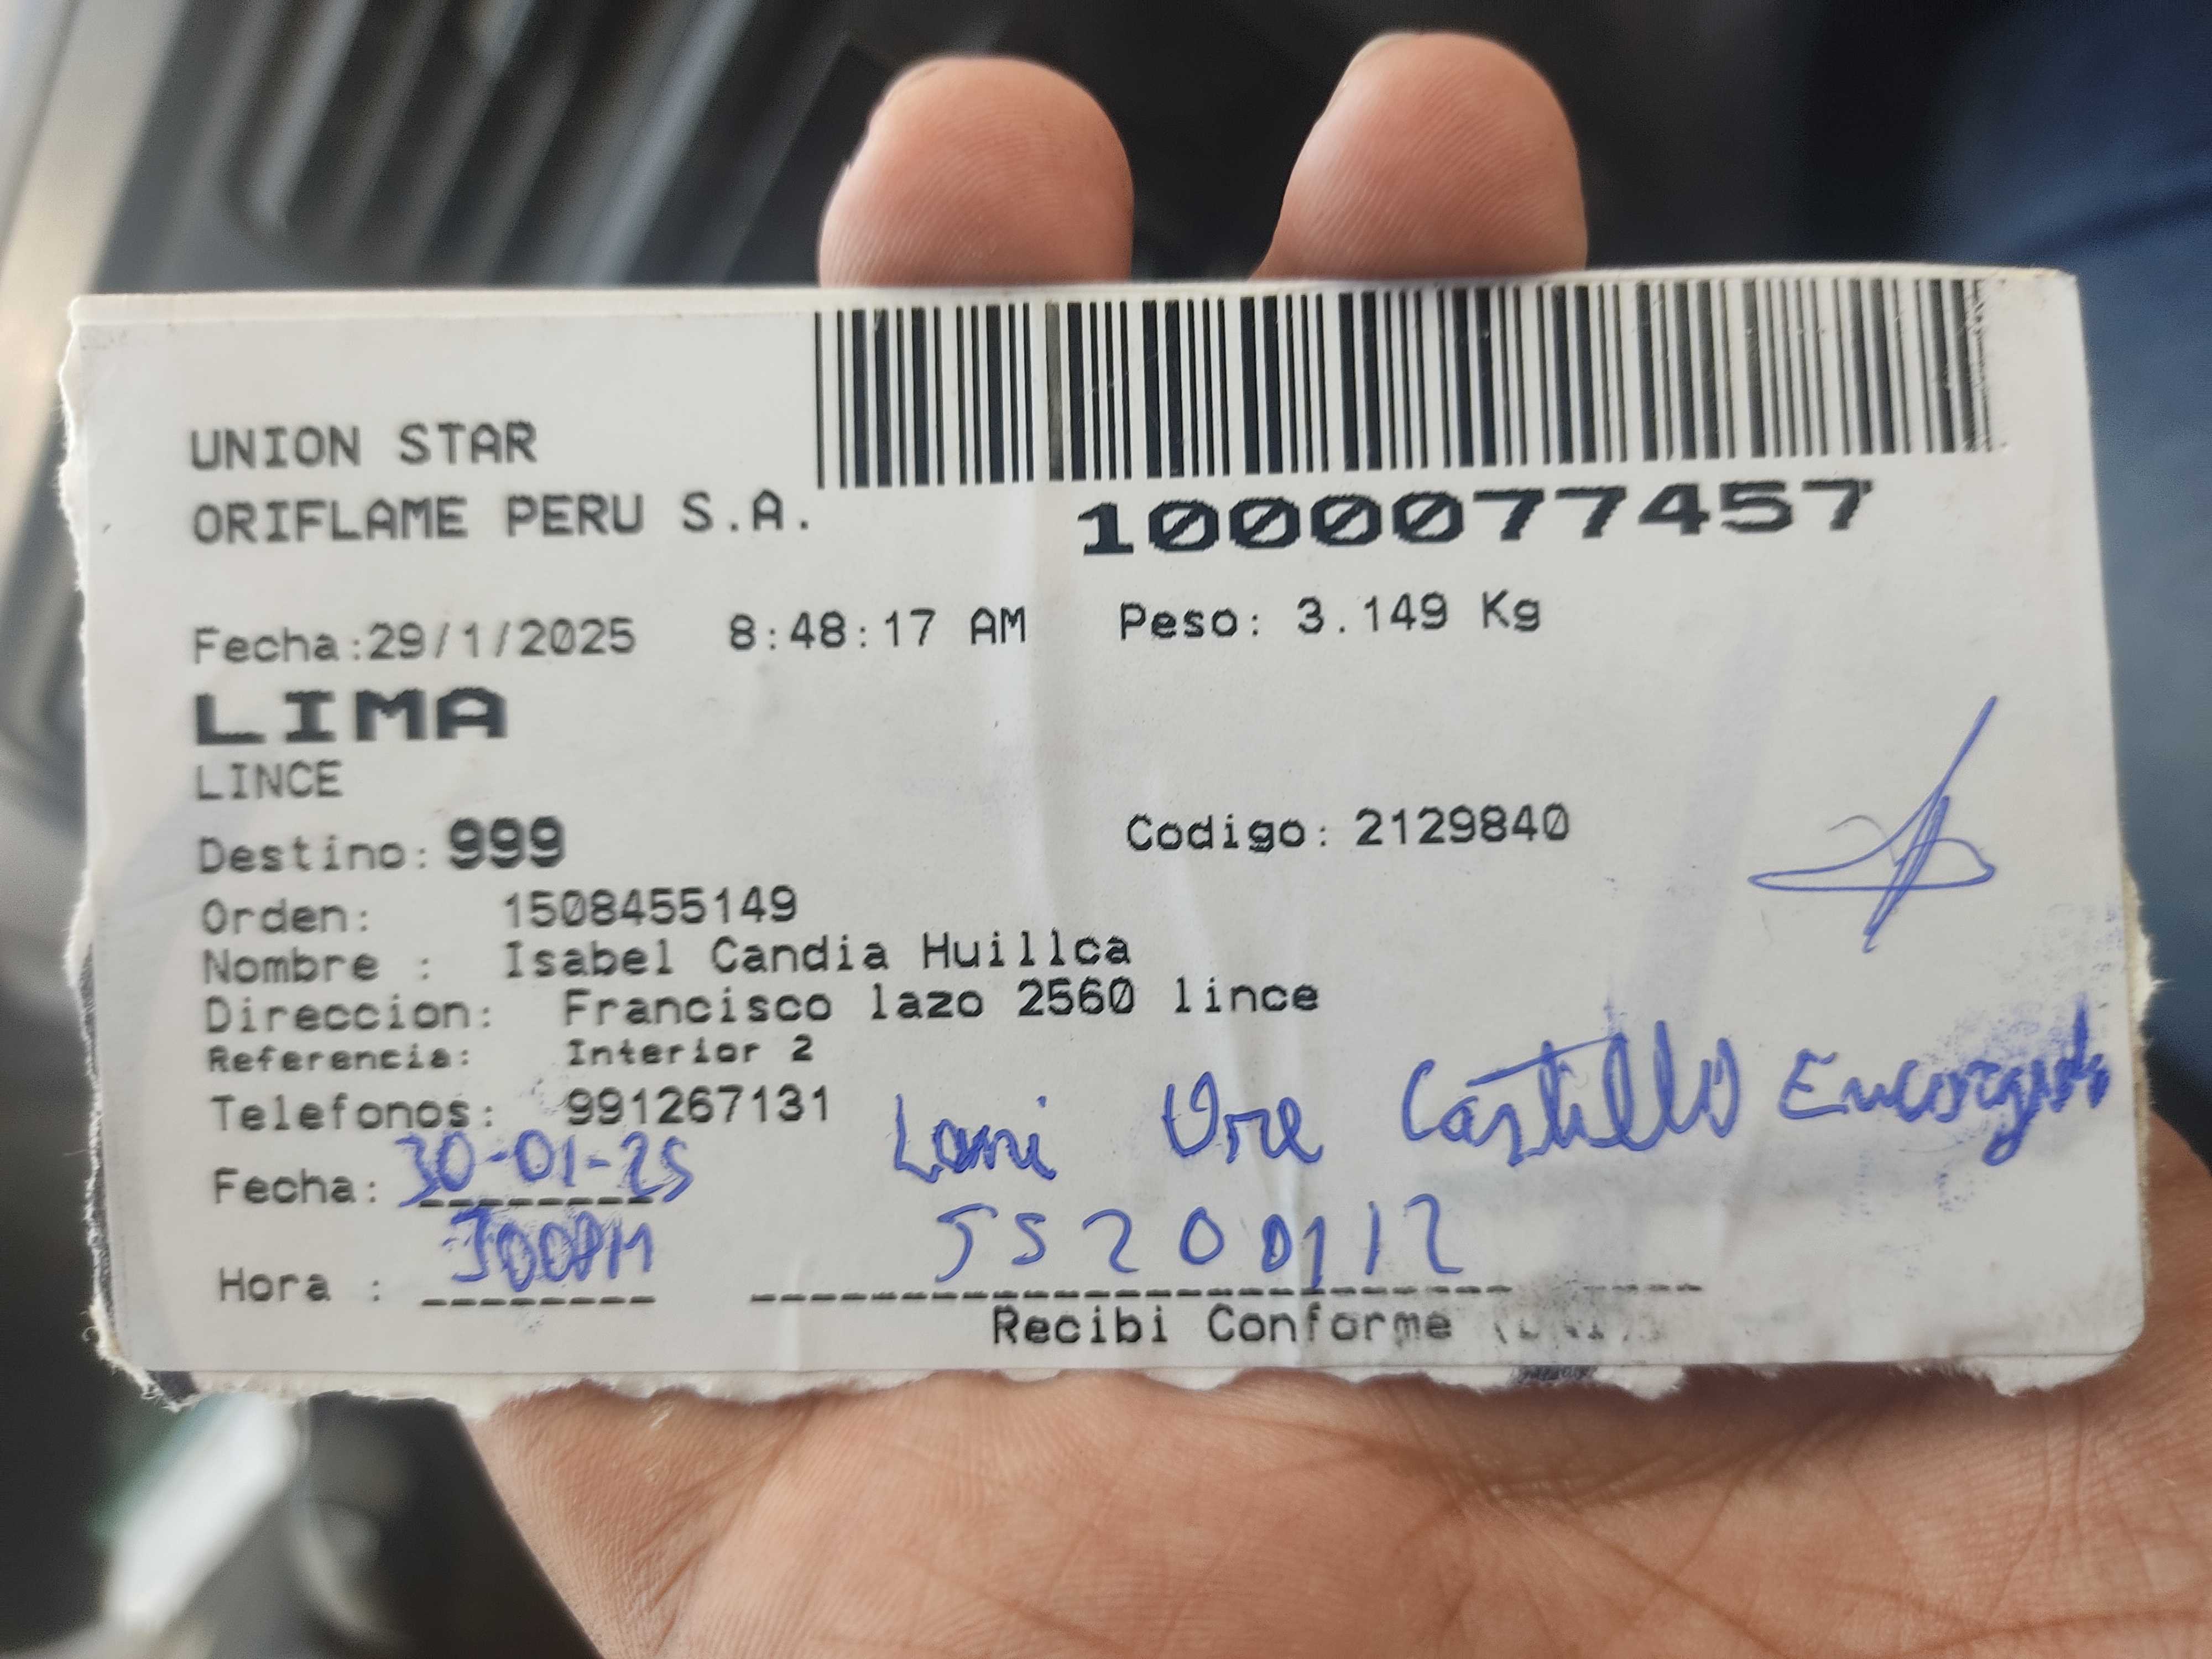 UNION STAR
ORIFLAME PERU S.A.
1000077457
Fecha:29/1/2025 8:48:17 AM Peso: 3.149 Kg
LIMA
LINCE
Destino: 999 Codigo: 2129840
Orden: 1508455149
Nombre : Isabel Candia Huillca
Direccion: Francisco lazo 2560 lince
Referencia: Interior 2
Telefonos: 991267131
Castillo Encargado
Fecha: 30-01-25
Hora :
Recibi Conforme